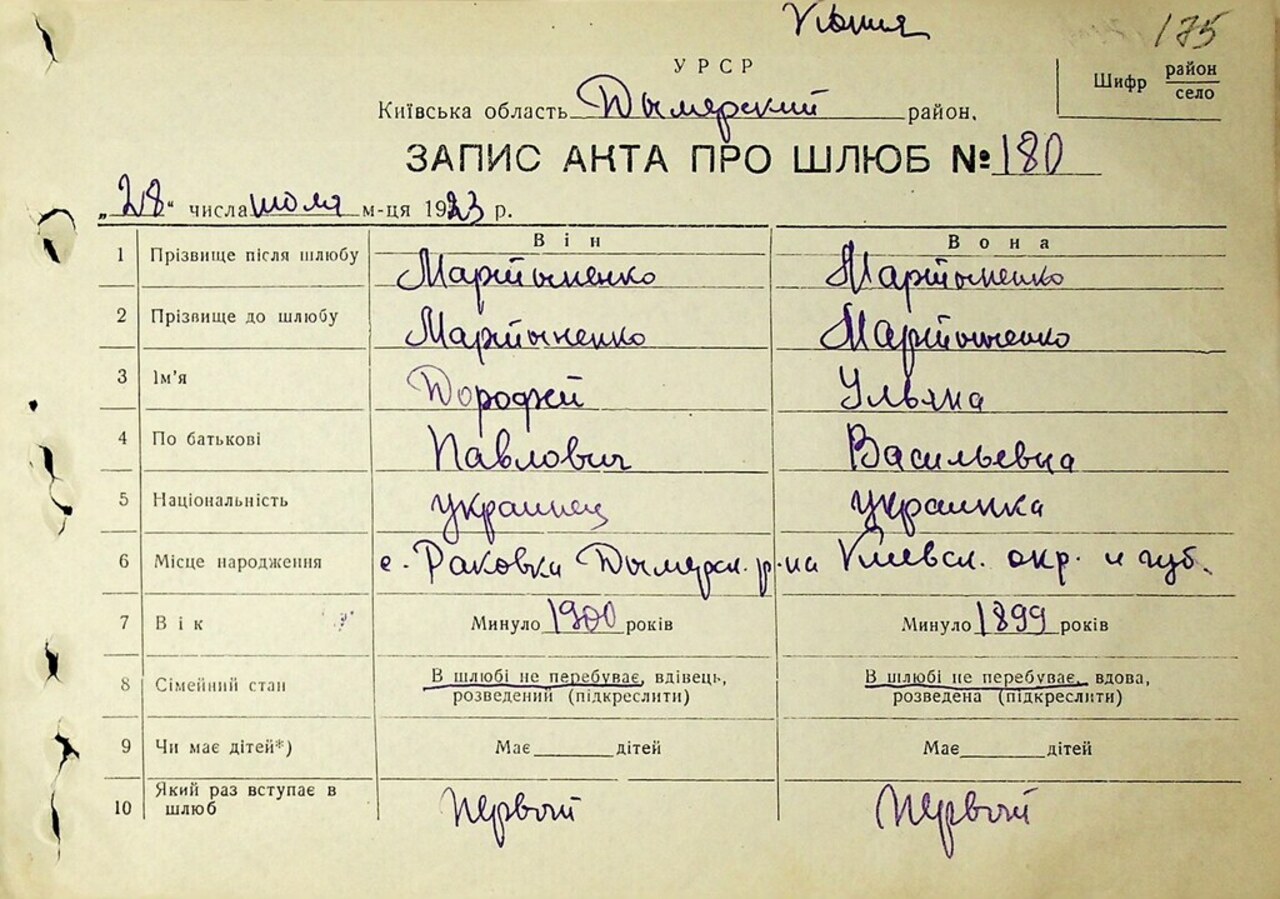 Копия
175
УРСР
Шифр район село
Київська область Дымерский район.
ЗАПИС АКТА ПРО ШЛЮБ № 180
„28“ числа июля м-ця 1923 р.
Він Вона
1 Прізвище після шлюбу Мартыненко Мартыненко
2 Прізвище до шлюбу Мартыненко Мартыненко
3 Ім'я Дорофей Ульяна
4 По батькові Павлович Васильевна
5 Національність украинец украинка
6 Місце народження с. Раковка Дымерск. р-на Киевск. окр. и губ.
7 Вік Минуло 1900 років Минуло 1899 років
8 Сімейний стан В шлюбі не перебуває, вдівець, розведений (підкреслити) В шлюбі не перебуває, вдова, розведена (підкреслити)
9 Чи має дітей*) Має дітей Має дітей
10 Який раз вступає в шлюб первый первый